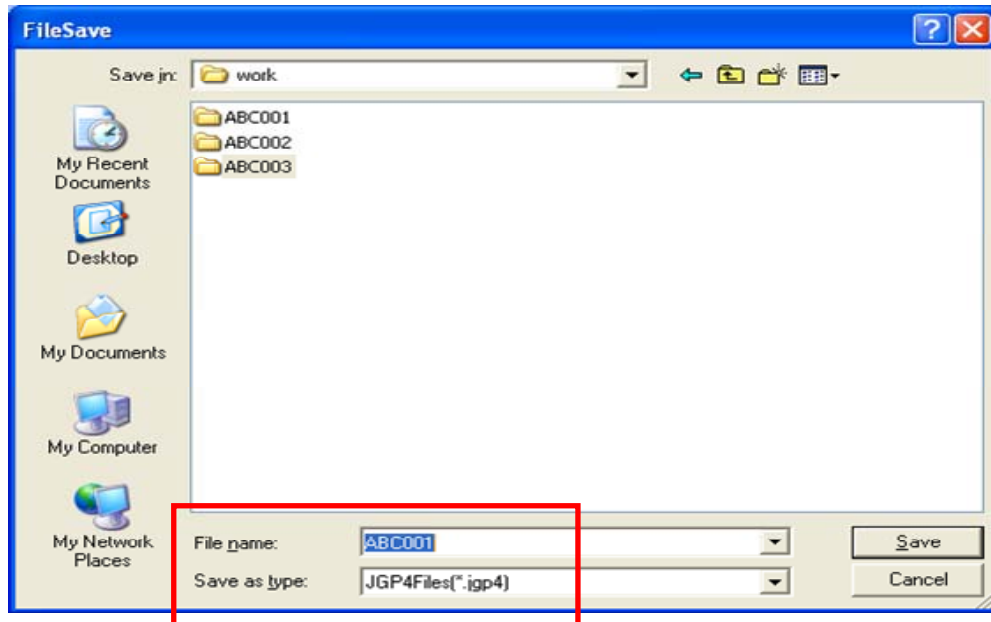 FileSave
Save in: work
ABC001
ABC002
ABC003
My Recent
Documents
Desktop
My Documents
My Computer
My Network
Places
File name: ABC001 Save
Save as type: JGP4Files(*.jgp4) Cancel